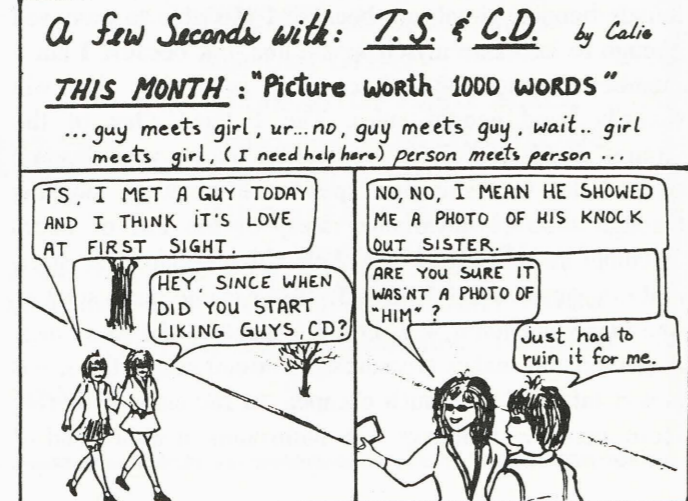 a few Seconds with: T.S. & C.D. by Calie
THIS MONTH: "Picture worth 1000 WORDS"
...guy meets girl, ur...no, guy meets guy, wait.. girl
meets girl, (I need help here) person meets person ...
TS, I MET A GUY TODAY
AND I THINK IT'S LOVE
AT FIRST SIGHT.
HEY, SINCE WHEN
DID YOU START
LIKING GUYS, CD?
NO, NO, I MEAN HE SHOWED
ME A PHOTO OF HIS KNOCK
OUT SISTER.
ARE YOU SURE IT
WAS'NT A PHOTO OF
"HIM" ?
Just had to
ruin it for me.